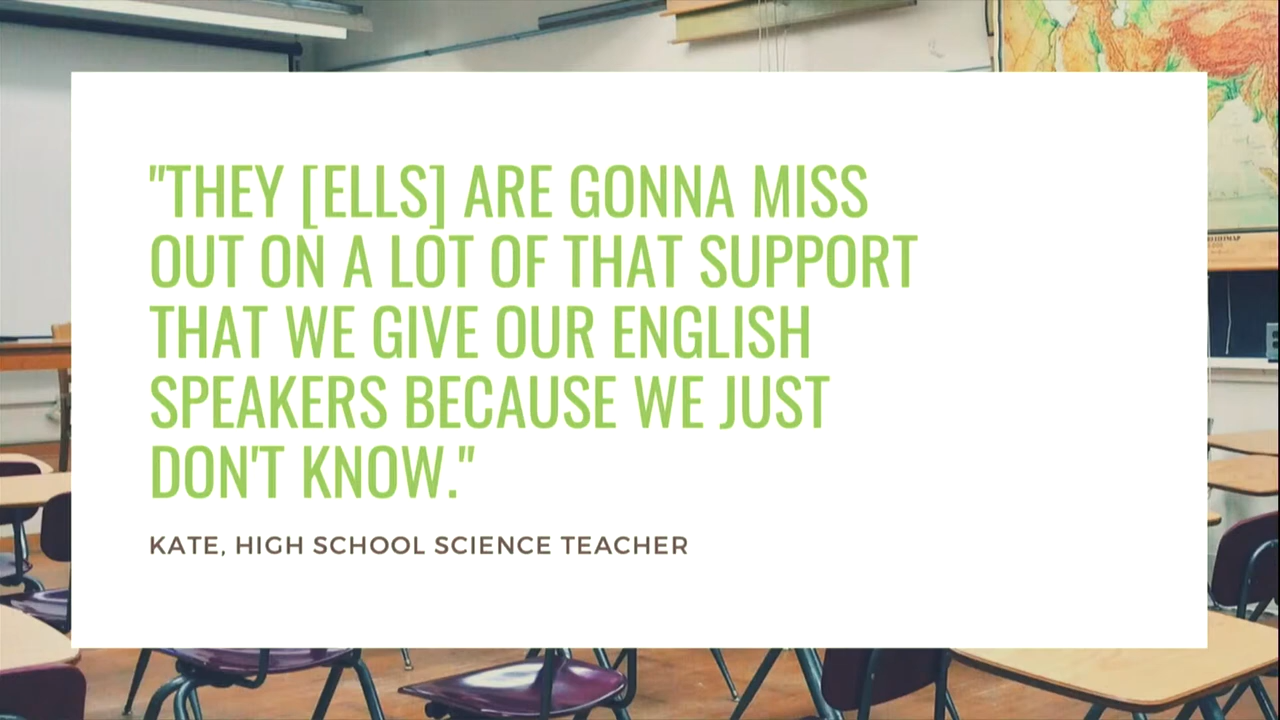 "THEY [ELLS] ARE GONNA MISS
OUT ON A LOT OF THAT SUPPORT
THAT WE GIVE OUR ENGLISH
SPEAKERS BECAUSE WE JUST
DON'T KNOW."
KATE, HIGH SCHOOL SCIENCE TEACHER